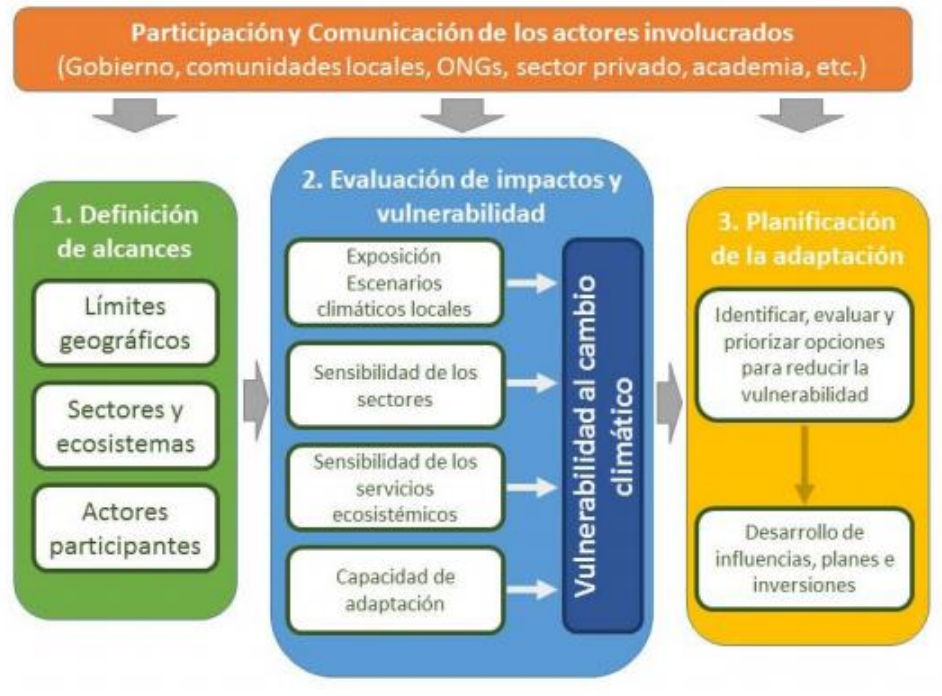 Participación y Comunicación de los actores involucrados
(Gobierno, comunidades locales, ONGs, sector privado, academia, etc.)
1. Definición
de alcances
Límites
geográficos
Sectores y
ecosistemas
Actores
participantes
2. Evaluación de impactos y
vulnerabilidad
Exposición
Escenarios
climáticos locales
Sensibilidad de los
sectores
Sensibilidad de los
servicios
ecosistémicos
Capacidad de
adaptación
Vulnerabilidad al cambio
climático
3. Planificación
de la adaptación
Identificar, evaluar y
priorizar opciones
para reducir la
vulnerabilidad
Desarrollo de
influencias, planes e
inversiones